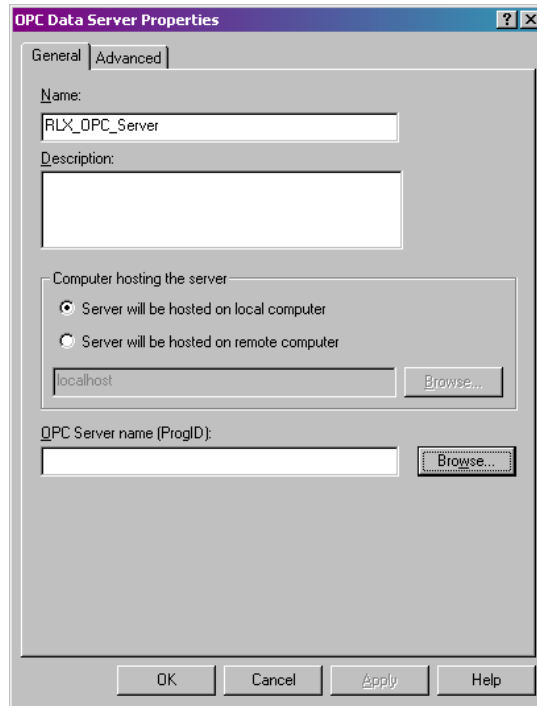 OPC Data Server Properties
General Advanced
Name:
RLX_OPC_Server
Description:
Computer hosting the server
Server will be hosted on local computer
Server will be hosted on remote computer
localhost Browse...
OPC Server name (ProgID):
Browse...
OK Cancel Apply Help